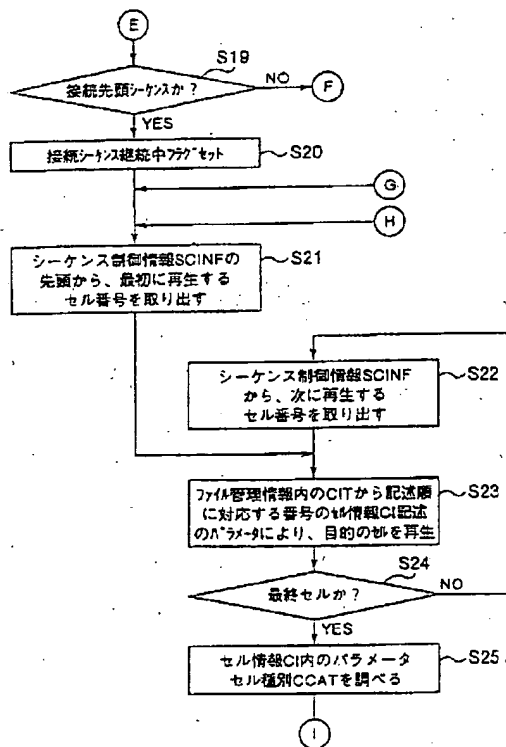 E
S19
接続先頭シーケンスか?
NO
F
YES
接続シーケンス継続中フラグセット
S20
G
H
シーケンス制御情報SCINFの
先頭から、最初に再生する
セル番号を取り出す
S21
シーケンス制御情報SCINF
から、次に再生する
セル番号を取り出す
S22
ファイル管理情報内のCITから記述順
に対応する番号のセル情報CI記述
のパラメータにより、目的のセルを再生
S23
S24
最終セルか?
NO
YES
セル情報CI内のパラメータ
セル種別CCATを調べる
S25
I